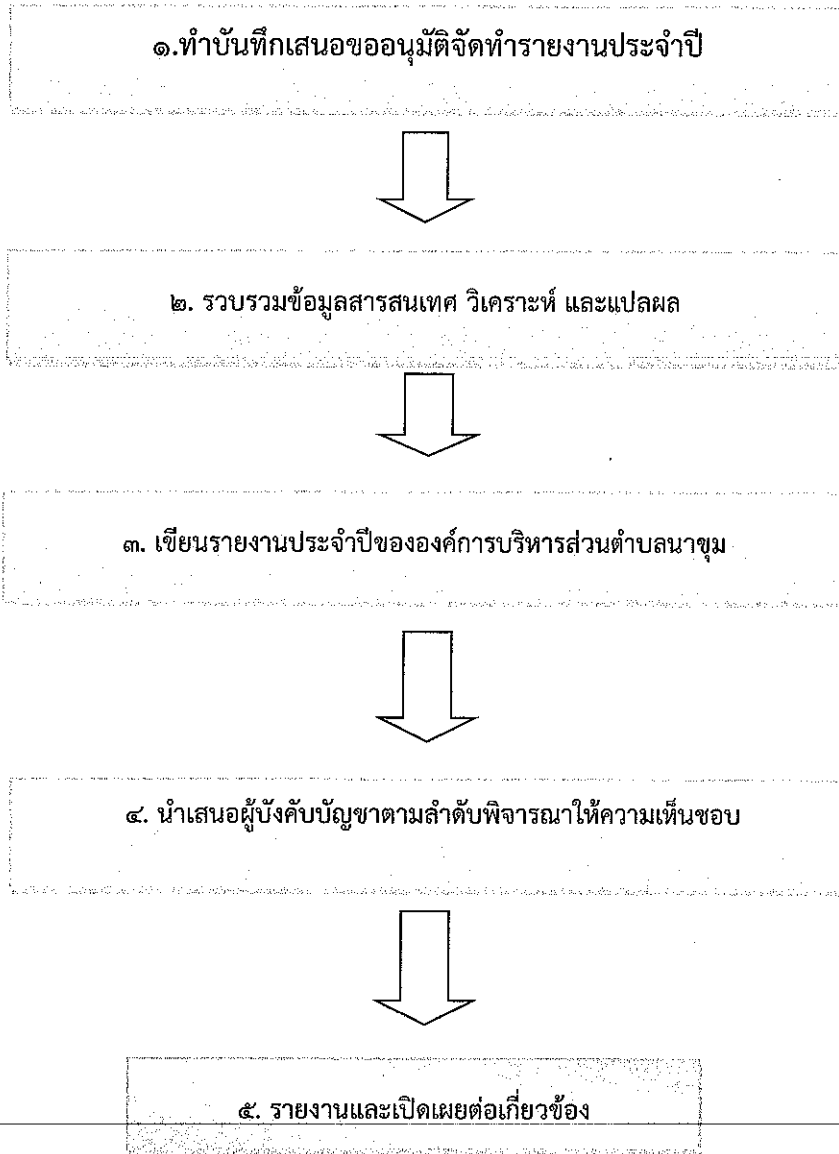 ๑.ทำบันทึกเสนอขออนุมัติจัดทำรายงานประจำปี
๒. รวบรวมข้อมูลสารสนเทศ วิเคราะห์ และแปลผล
๓. เขียนรายงานประจำปีขององค์การบริหารส่วนตำบลนาขุม
๔. นำเสนอผู้บังคับบัญชาตามลำดับพิจารณาให้ความเห็นชอบ
๕. รายงานและเปิดเผยต่อเกี่ยวข้อง